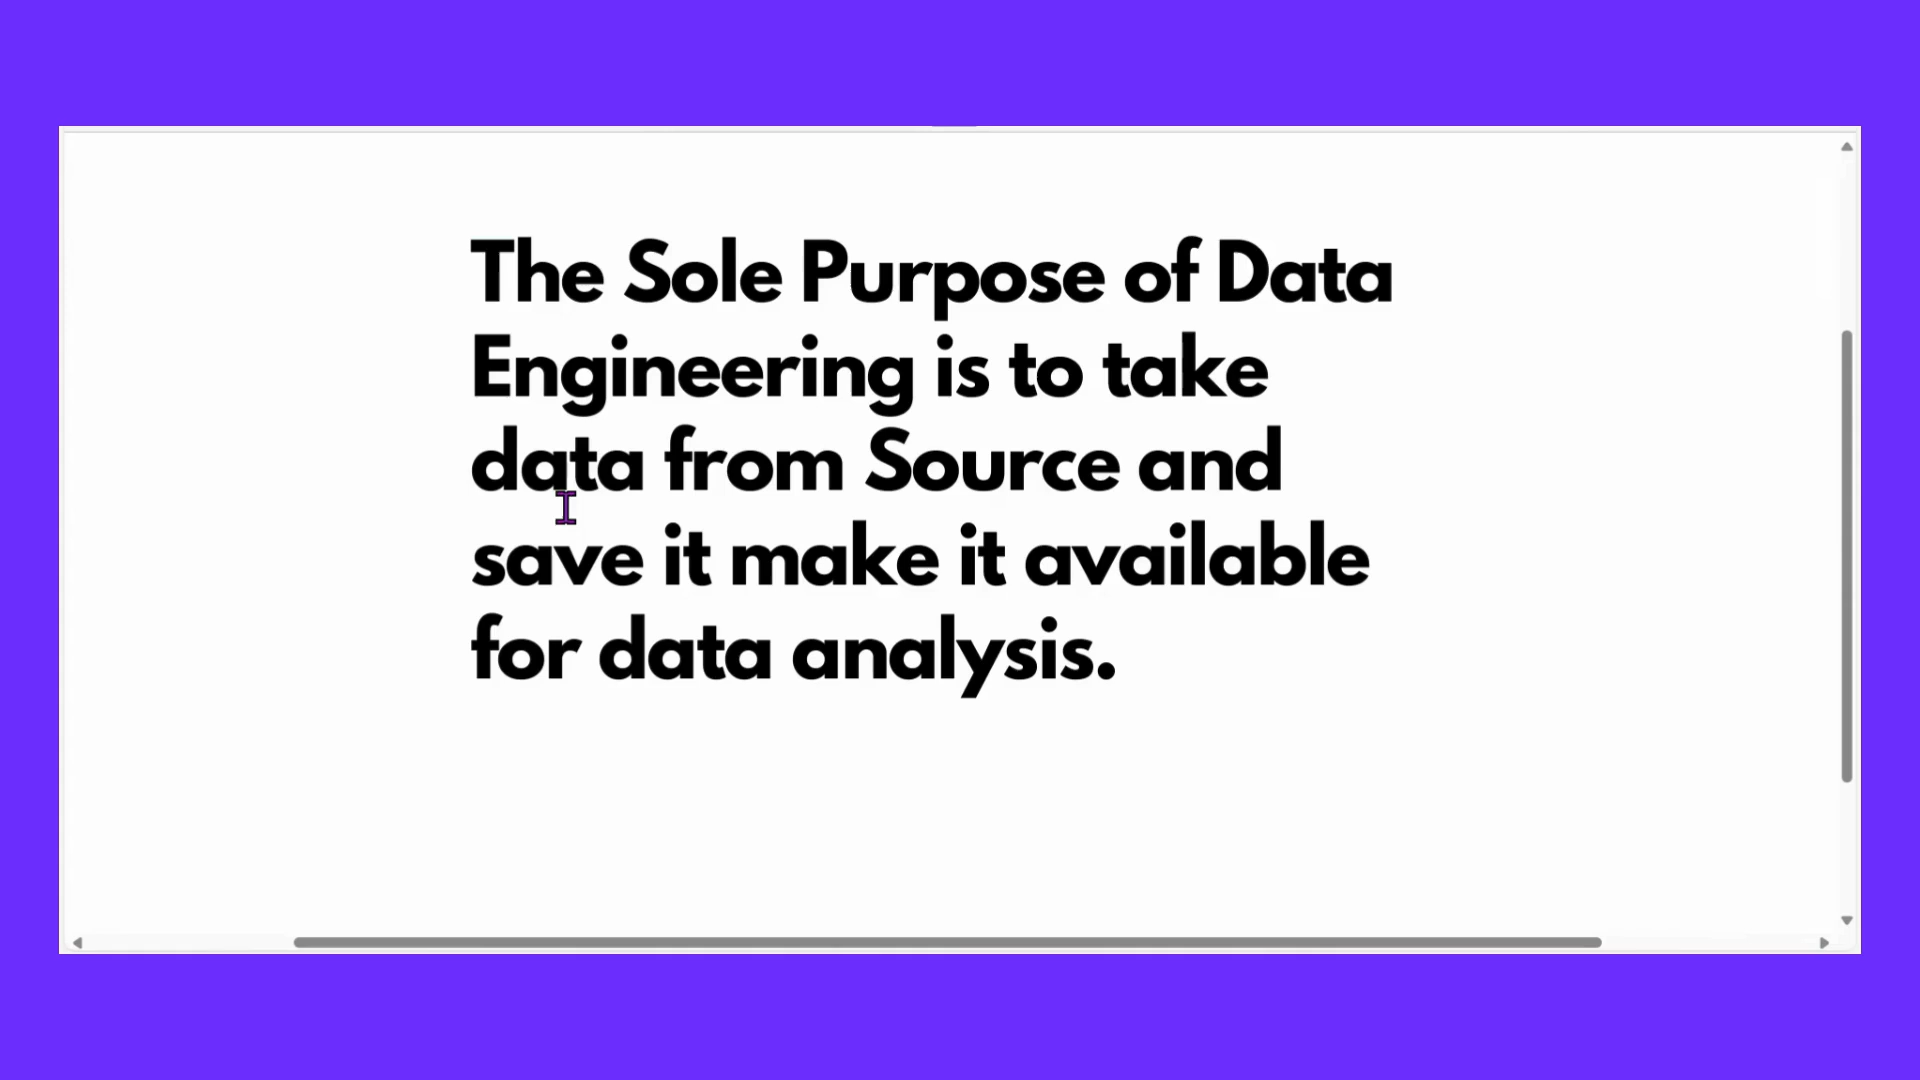 The Sole Purpose of Data
Engineering is to take
data from Source and
save it make it available
for data analysis.